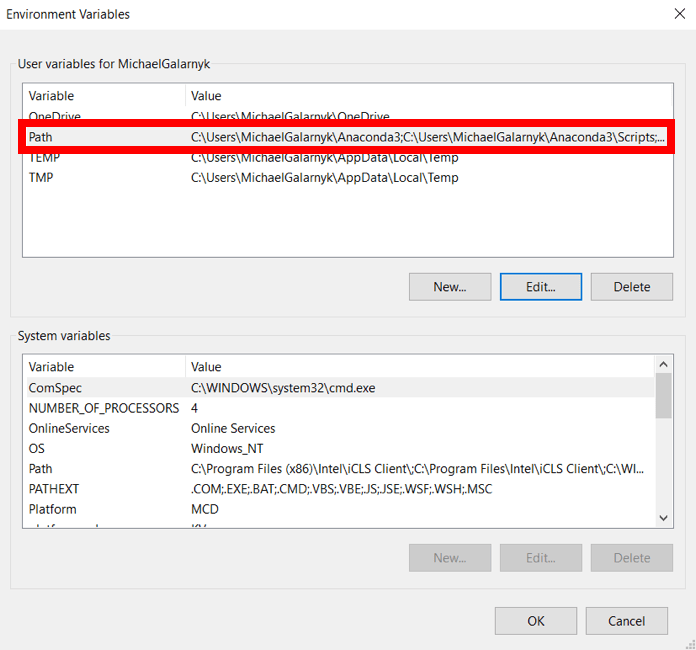 Environment Variables
User variables for MichaelGalarnyk
Variable Value
OneDrive C:\Users\MichaelGalarnyk\OneDrive
Path C:\Users\MichaelGalarnyk\Anaconda3;C:\Users\MichaelGalarnyk\Anaconda3\Scripts;...
TEMP C:\Users\MichaelGalarnyk\AppData\Local\Temp
TMP C:\Users\MichaelGalarnyk\AppData\Local\Temp
New... Edit... Delete
System variables
Variable Value
ComSpec C:\WINDOWS\system32\cmd.exe
NUMBER_OF_PROCESSORS 4
OnlineServices Online Services
OS Windows_NT
Path C:\Program Files (x86)\Intel\iCLS Client\;C:\Program Files\Intel\iCLS Client\;C:\WI...
PATHEXT .COM;.EXE;.BAT;.CMD;.VBS;.VBE;.JS;.JSE;.WSF;.WSH;.MSC
Platform MCD
New... Edit... Delete
OK Cancel